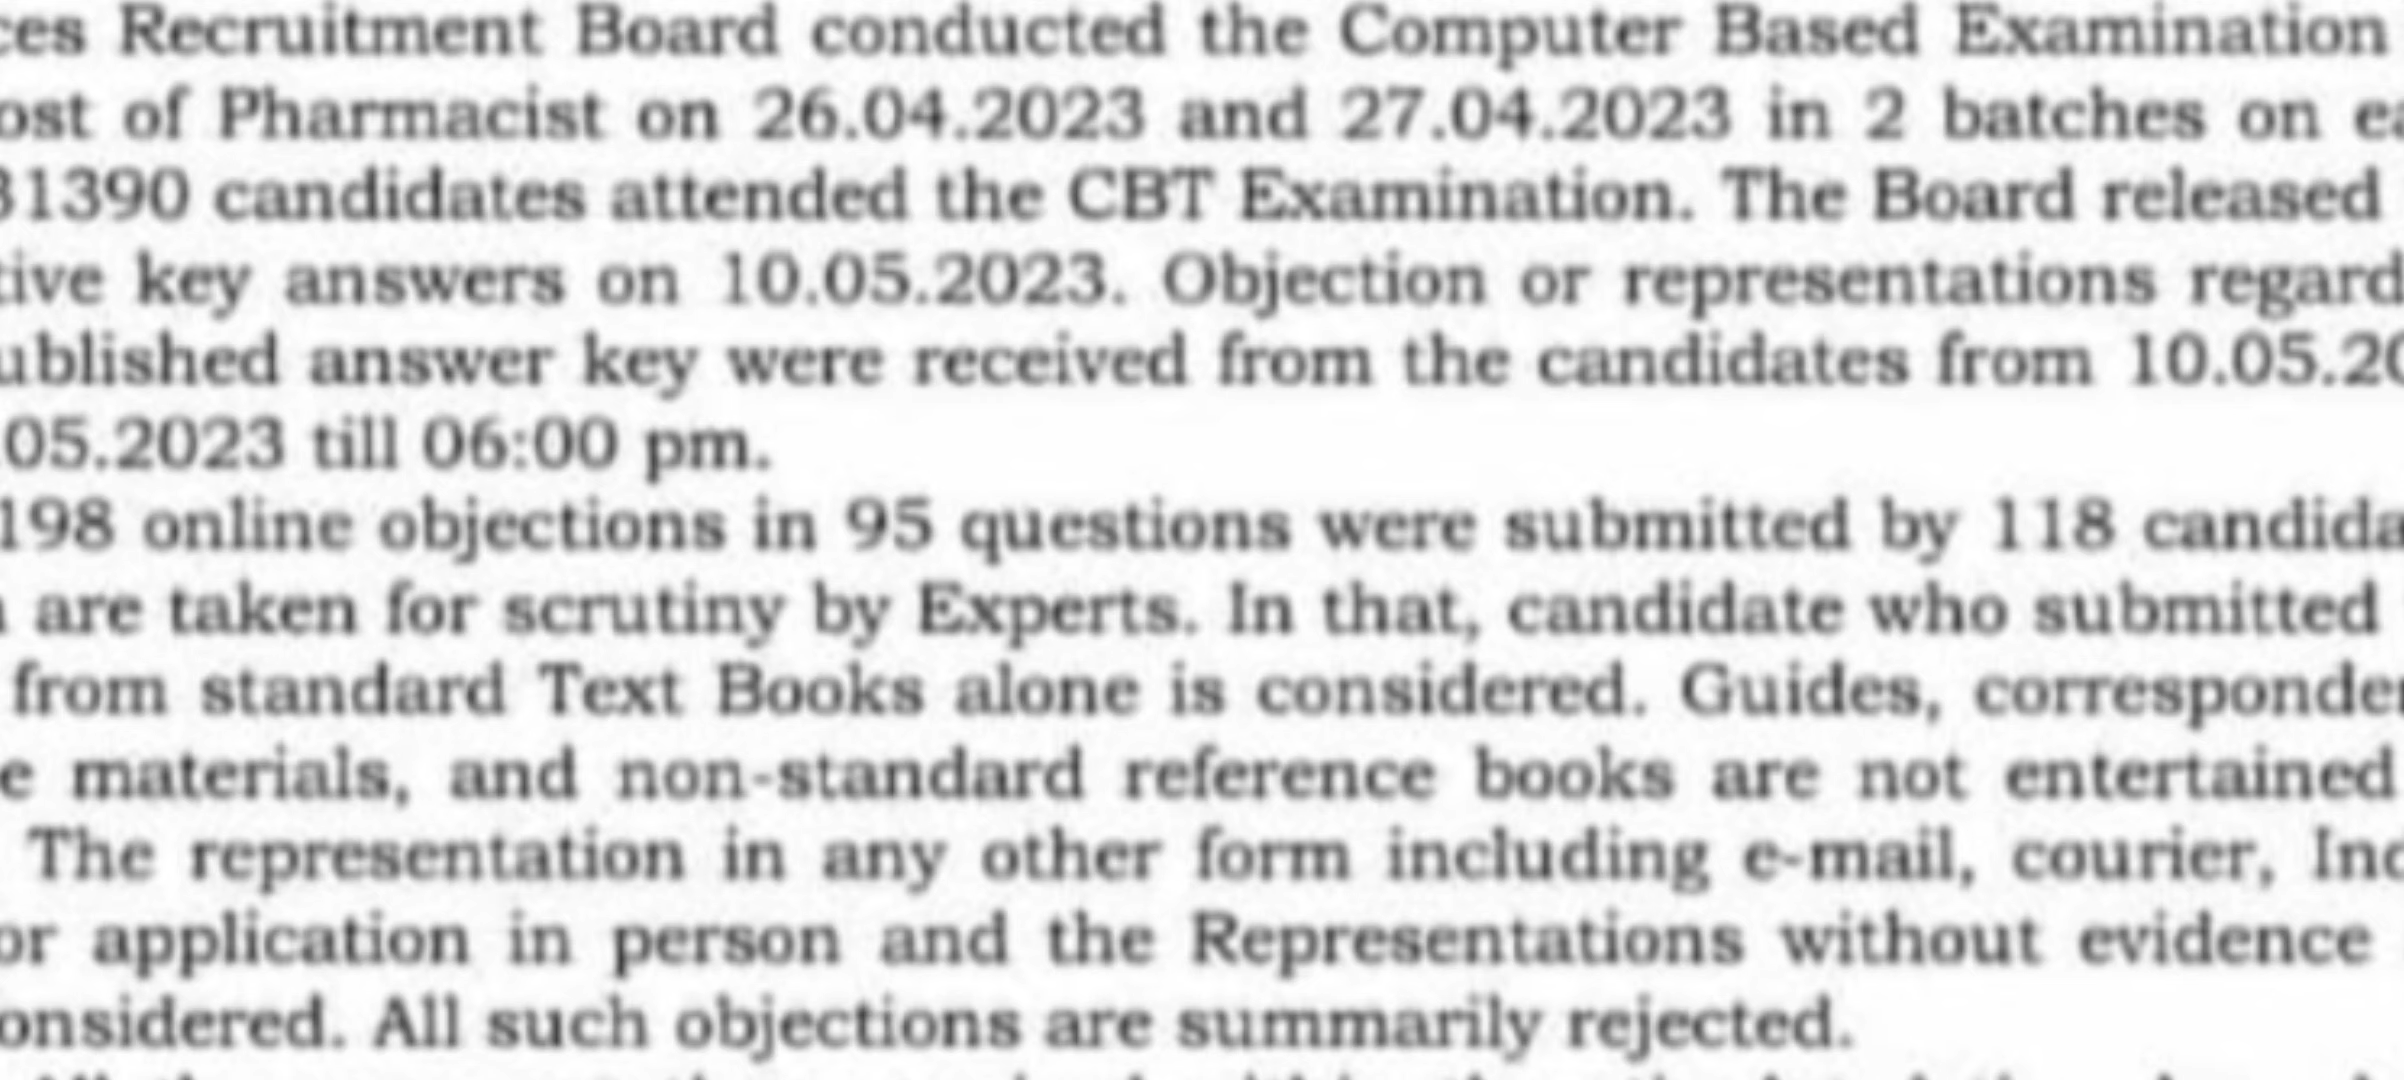 ces Recruitment Board conducted the Computer Based Examination
ost of Pharmacist on 26.04.2023 and 27.04.2023 in 2 batches on ea
31390 candidates attended the CBT Examination. The Board released
tive key answers on 10.05.2023. Objection or representations regard
ublished answer key were received from the candidates from 10.05.20
.05.2023 till 06:00 pm.
198 online objections in 95 questions were submitted by 118 candida
are taken for scrutiny by Experts. In that, candidate who submitted
from standard Text Books alone is considered. Guides, corresponden
e materials, and non-standard reference books are not entertained
The representation in any other form including e-mail, courier, Ind
or application in person and the Representations without evidence
onsidered. All such objections are summarily rejected.